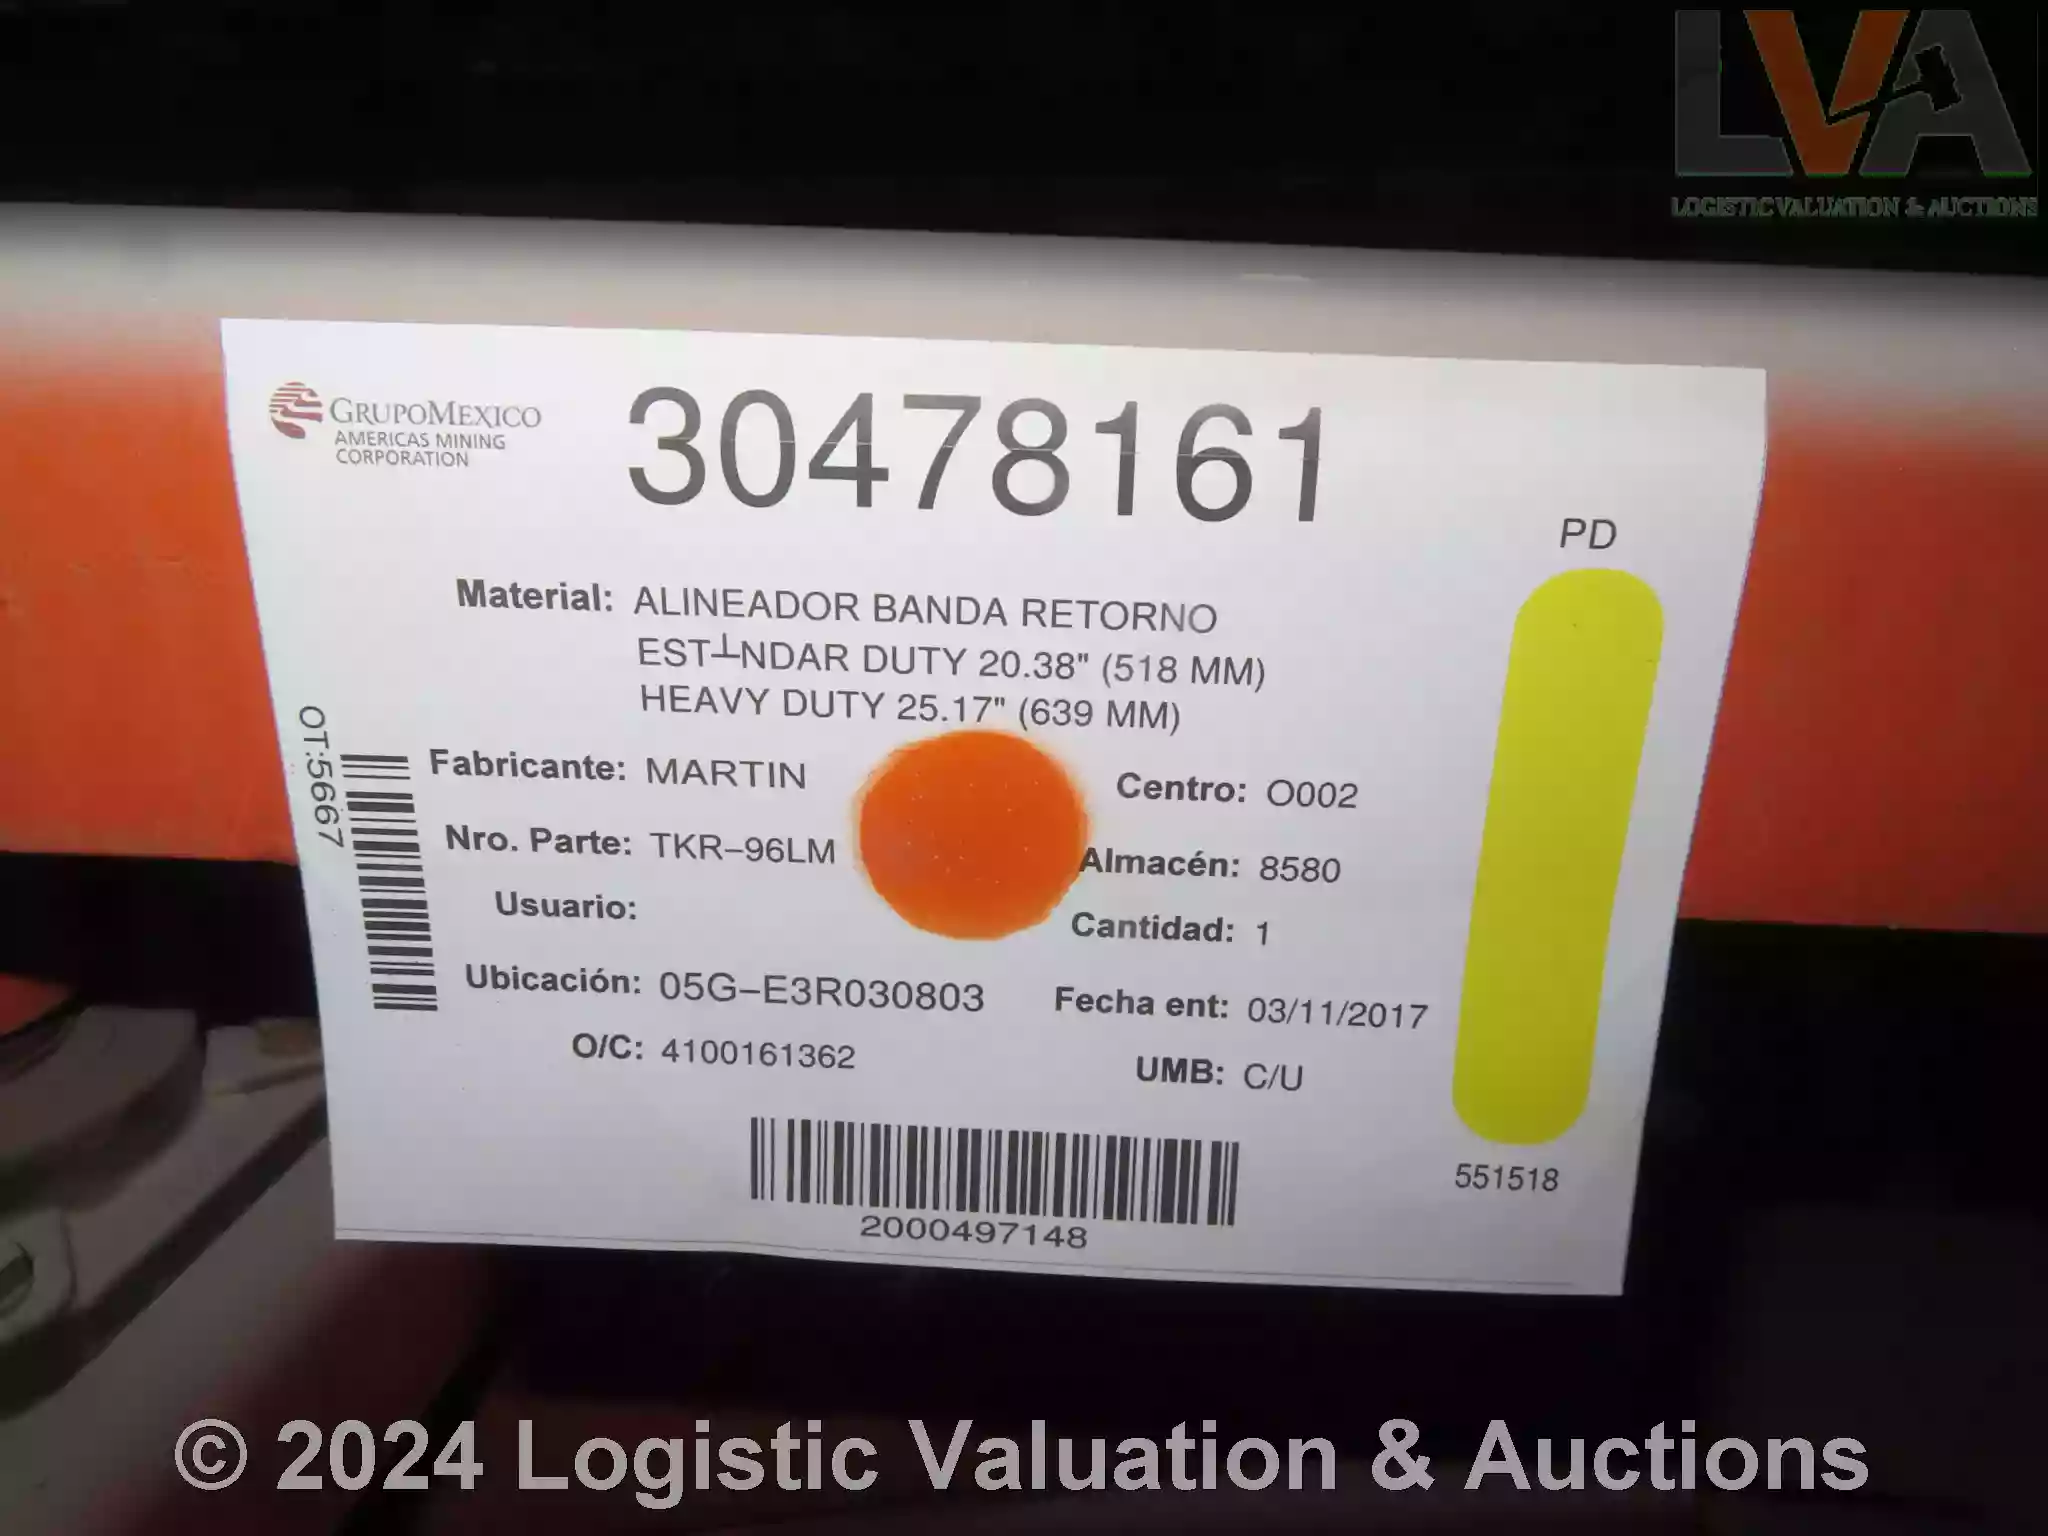 LVA
LOGISTIC VALUATION & AUCTIONS
GRUPOMEXICO
AMERICAS MINING
CORPORATION
30478161
PD
Material: ALINEADOR BANDA RETORNO
EST┴NDAR DUTY 20.38" (518 MM)
HEAVY DUTY 25.17" (639 MM)
OT:5667
Fabricante: MARTIN
Centro: O002
Nro. Parte: TKR-96LM
Almacén: 8580
Usuario:
Cantidad: 1
Ubicación: 05G-E3R030803
Fecha ent: 03/11/2017
O/C: 4100161362
UMB: C/U
551518
2000497148
© 2024 Logistic Valuation & Auctions